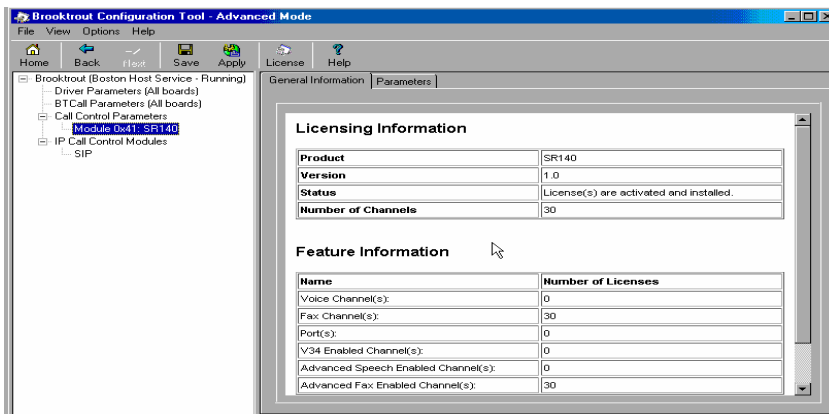 Brooktrout Configuration Tool - Advanced Mode
File View Options Help
Home Back Next Save Apply License Help
Brooktrout (Boston Host Service - Running)
Driver Parameters (All boards)
BTCall Parameters (All boards)
Call Control Parameters
Module 0x41: SR140
IP Call Control Modules
SIP
General Information Parameters
Licensing Information
Product SR140
Version 1.0
Status License(s) are activated and installed.
Number of Channels 30
Feature Information
Name Number of Licenses
Voice Channel(s): 0
Fax Channel(s): 30
Port(s): 0
V34 Enabled Channel(s): 0
Advanced Speech Enabled Channel(s): 0
Advanced Fax Enabled Channel(s): 30